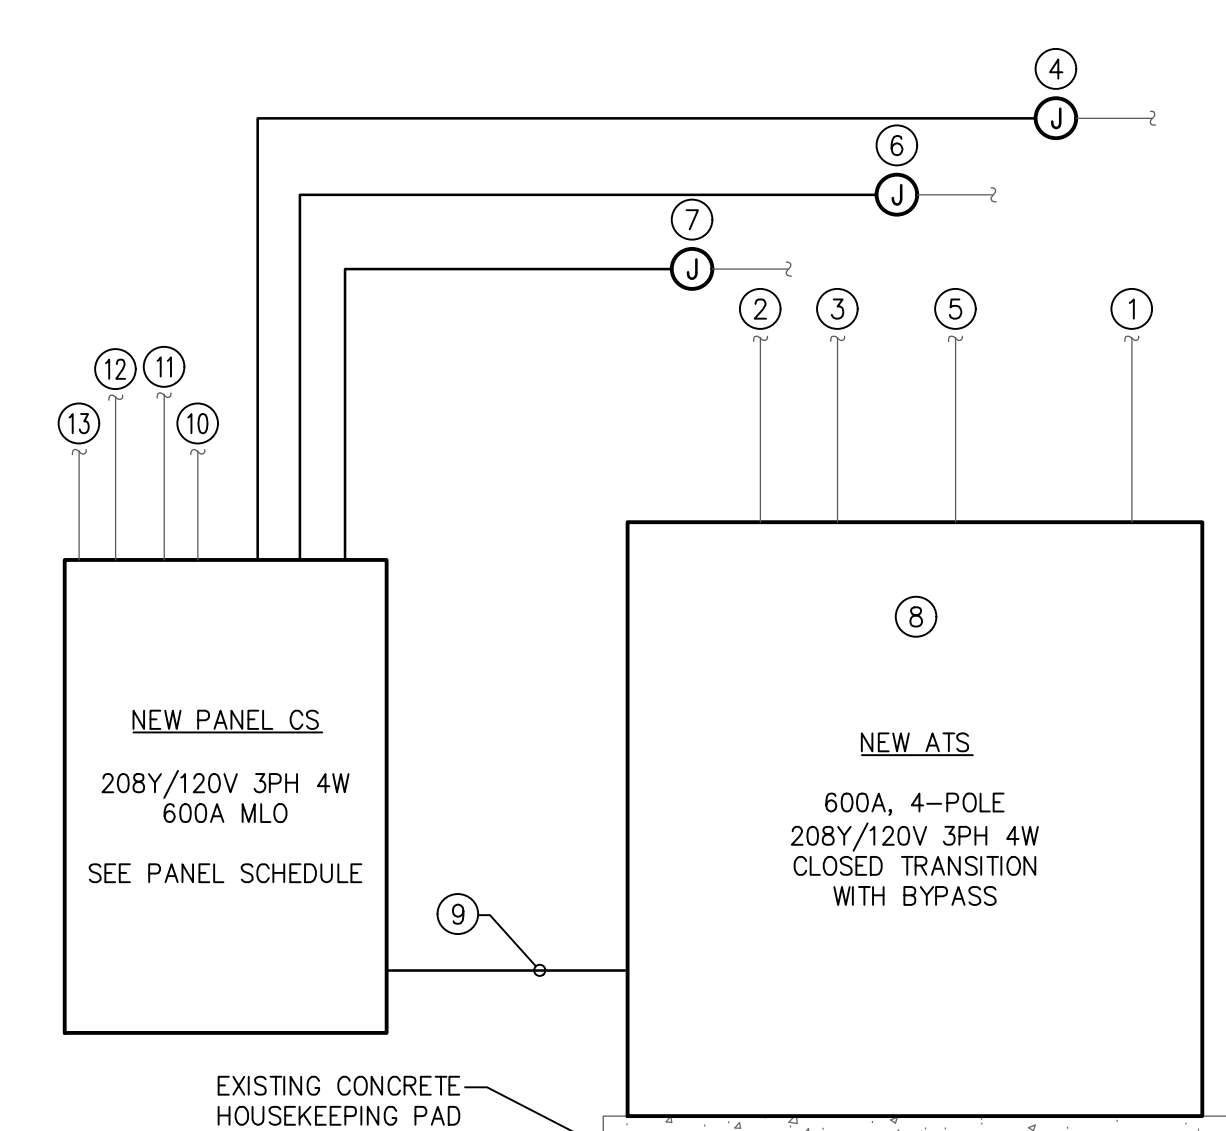 4
J
6
J
7
J
2
3
5
1
12
11
13
10
8
NEW PANEL CS
208Y/120V 3PH 4W
600A MLO
SEE PANEL SCHEDULE
NEW ATS
600A, 4-POLE
208Y/120V 3PH 4W
CLOSED TRANSITION
WITH BYPASS
9
EXISTING CONCRETE
HOUSEKEEPING PAD